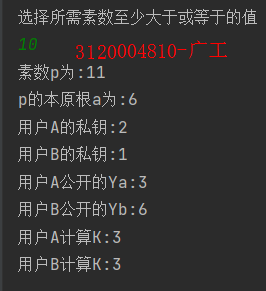 选择所需素数至少大于或等于的值
10
3120004810-广工
素数p为:11
p的本原根a为:6
用户A的私钥:2
用户B的私钥:1
用户A公开的Ya:3
用户B公开的Yb:6
用户A计算K:3
用户B计算K:3